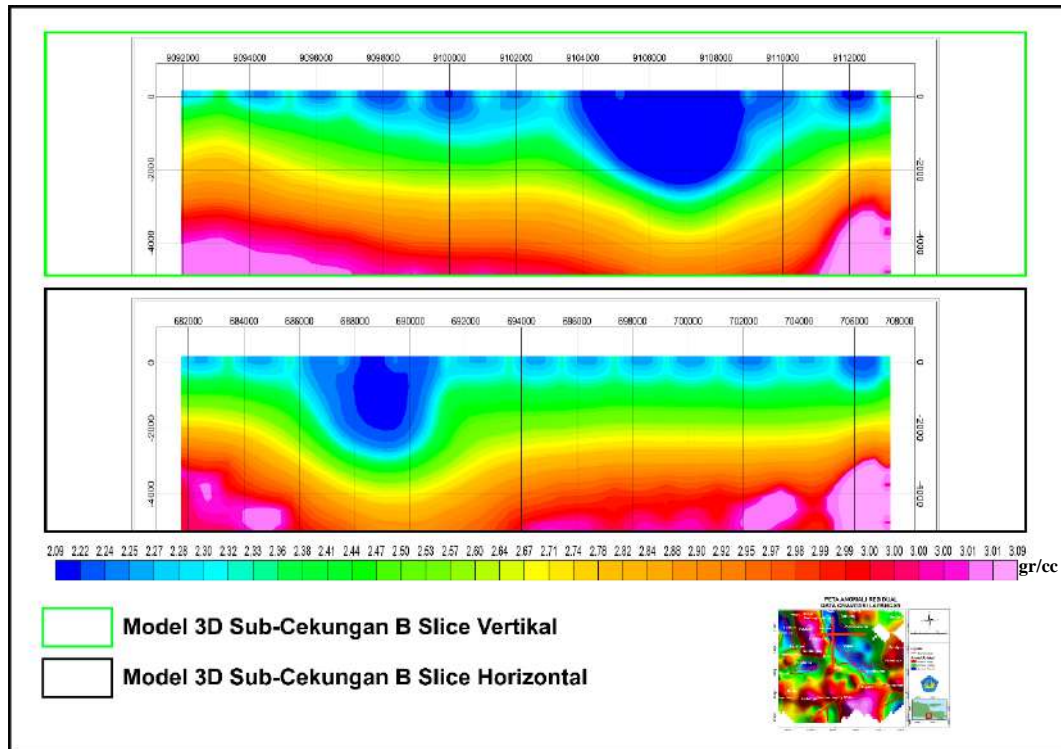 9092000 9094000 9096000 9098000 9100000 9102000 9104000 9106000 9108000 9110000 9112000
0 0
-2000 -2000
-4000 -4000
682000 684000 686000 688000 690000 692000 694000 696000 698000 700000 702000 704000 706000 708000
0 0
-2000 -2000
-4000 -4000
2.09 2.22 2.24 2.25 2.27 2.28 2.30 2.32 2.33 2.36 2.38 2.41 2.44 2.47 2.50 2.53 2.57 2.60 2.64 2.67 2.71 2.74 2.78 2.82 2.84 2.88 2.90 2.92 2.95 2.97 2.98 2.99 2.99 3.00 3.00 3.00 3.01 3.01 3.09 gr/cc
Model 3D Sub-Cekungan B Slice Vertikal
Model 3D Sub-Cekungan B Slice Horizontal
PETA ANOMALI RESIDUAL